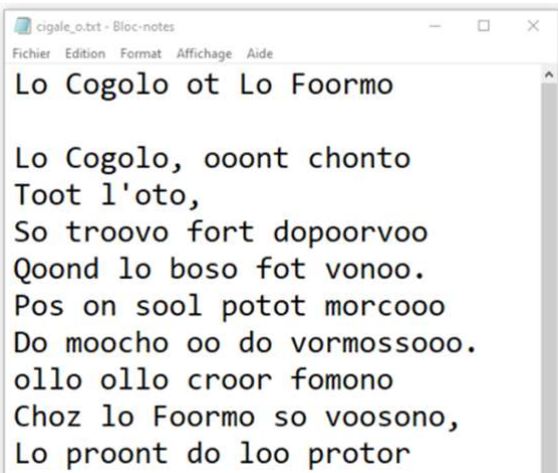 cigale_o.txt - Bloc-notes
Fichier Edition Format Affichage Aide
Lo Cogolo ot Lo Foormo
Lo Cogolo, ooont chonto
Toot l'oto,
So troovo fort dopoorvoo
Qoond lo boso fot vonoo.
Pos on sool potot morcooo
Do moocho oo do vormossooo.
ollo ollo croor fomono
Choz lo Foormo so voosono,
Lo proont do loo protor